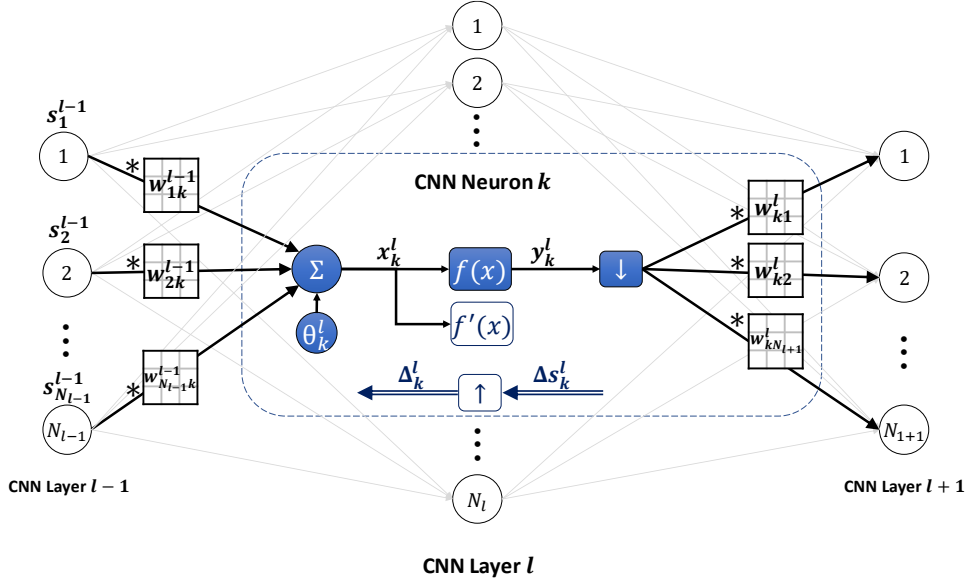 1
2
⋮
s_1^{l-1}
1
*
w_{1k}^{l-1}
CNN Neuron k
*
w_{k1}^l
1
s_2^{l-1}
2
*
w_{2k}^{l-1}
Σ
x_k^l
f(x)
y_k^l
↓
*
w_{k2}^l
2
θ_k^l
f'(x)
*
w_{kN_{l+1}}^l
⋮
⋮
s_{N_{l-1}}^{l-1}
*
w_{N_{l-1}k}^{l-1}
Δ_k^l
↑
Δs_k^l
N_{l-1}
N_{1+1}
⋮
CNN Layer l − 1
N_l
CNN Layer l + 1
CNN Layer l